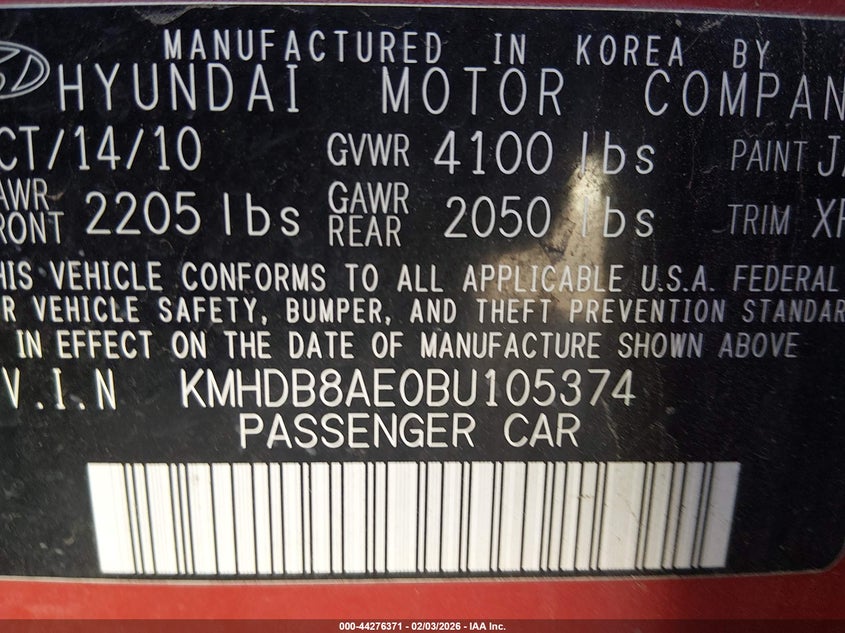 MANUFACTURED IN KOREA BY
HYUNDAI MOTOR COMPAN
CT/14/10 GVWR 4100 lbs PAINT J
AWR FRONT 2205 lbs GAWR REAR 2050 lbs TRIM X
HIS VEHICLE CONFORMS TO ALL APPLICABLE U.S.A. FEDERAL
R VEHICLE SAFETY, BUMPER, AND THEFT PREVENTION STANDAR
IN EFFECT ON THE DATE OF MANUFACTURE SHOWN ABOVE
V.I.N KMHDB8AE0BU105374
PASSENGER CAR
000-44276371 - 02/03/2026 - IAA Inc.